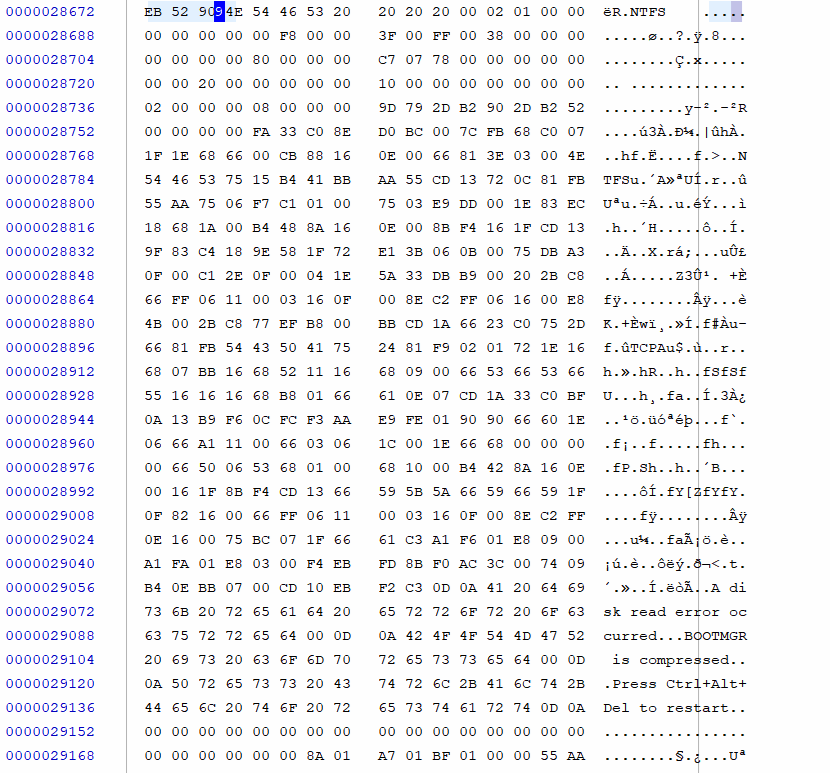 0000028672 EB 52 9094E 54 46 53 20 20 20 20 00 02 01 00 00 ëR.NTFS .....
0000028688 00 00 00 00 00 F8 00 00 3F 00 FF 00 38 00 00 00 .....ø..?.ÿ.8...
0000028704 00 00 00 00 80 00 00 00 C7 07 78 00 00 00 00 00 ........Ç.x.....
0000028720 00 00 20 00 00 00 00 00 10 00 00 00 00 00 00 00 .. .............
0000028736 02 00 00 00 08 00 00 00 9D 79 2D B2 90 2D B2 52 .........y-².-²R
0000028752 00 00 00 00 FA 33 C0 8E D0 BC 00 7C FB 68 C0 07 ....ú3À.Ð¼.|ûhÀ.
0000028768 1F 1E 68 66 00 CB 88 16 0E 00 66 81 3E 03 00 4E ..hf.Ë....f.>..N
0000028784 54 46 53 75 15 B4 41 BB AA 55 CD 13 72 0C 81 FB TFSu.´A»ªUÍ.r..û
0000028800 55 AA 75 06 F7 C1 01 00 75 03 E9 DD 00 1E 83 EC Uªu.÷Á..u.éÝ...ì
0000028816 18 68 1A 00 B4 48 8A 16 0E 00 8B F4 16 1F CD 13 .h..´H.....ô..Í.
0000028832 9F 83 C4 18 9E 58 1F 72 E1 3B 06 0B 00 75 DB A3 ..Ä..X.rá;...uÛ£
0000028848 0F 00 C1 2E 0F 00 04 1E 5A 33 DB B9 00 20 2B C8 ..Á.....Z3Û¹. +È
0000028864 66 FF 06 11 00 03 16 0F 00 8E C2 FF 06 16 00 E8 fÿ........Âÿ...è
0000028880 4B 00 2B C8 77 EF B8 00 BB CD 1A 66 23 C0 75 2D K.+Èwï¸.»Í.f#Àu-
0000028896 66 81 FB 54 43 50 41 75 24 81 F9 02 01 72 1E 16 f.ûTCPAu$.ù..r..
0000028912 68 07 BB 16 68 52 11 16 68 09 00 66 53 66 53 66 h.».hR..h..fSfSf
0000028928 55 16 16 16 68 B8 01 66 61 0E 07 CD 1A 33 C0 BF U...h¸.fa..Í.3À¿
0000028944 0A 13 B9 F6 0C FC F3 AA E9 FE 01 90 90 66 60 1E ..¹ö.üóªéþ...f`.
0000028960 06 66 A1 11 00 66 03 06 1C 00 1E 66 68 00 00 00 .f¡..f.....fh...
0000028976 00 66 50 06 53 68 01 00 68 10 00 B4 42 8A 16 0E .fP.Sh..h..´B...
0000028992 00 16 1F 8B F4 CD 13 66 59 5B 5A 66 59 66 59 1F ....ôÍ.fY[ZfYfY.
0000029008 0F 82 16 00 66 FF 06 11 00 03 16 0F 00 8E C2 FF ....fÿ........Âÿ
0000029024 0E 16 00 75 BC 07 1F 66 61 C3 A1 F6 01 E8 09 00 ...u¼..faÃ¡ö.è..
0000029040 A1 FA 01 E8 03 00 F4 EB FD 8B F0 AC 3C 00 74 09 ¡ú.è..ôëý.ð¬<.t.
0000029056 B4 0E BB 07 00 CD 10 EB F2 C3 0D 0A 41 20 64 69 ´.»..Í.ëòÃ..A di
0000029072 73 6B 20 72 65 61 64 20 65 72 72 6F 72 20 6F 63 sk read error oc
0000029088 63 75 72 72 65 64 00 0D 0A 42 4F 4F 54 4D 47 52 curred...BOOTMGR
0000029104 20 69 73 20 63 6F 6D 70 72 65 73 73 65 64 00 0D is compressed..
0000029120 0A 50 72 65 73 73 20 43 74 72 6C 2B 41 6C 74 2B .Press Ctrl+Alt+
0000029136 44 65 6C 20 74 6F 20 72 65 73 74 61 72 74 0D 0A Del to restart..
0000029152 00 00 00 00 00 00 00 00 00 00 00 00 00 00 00 00 ................
0000029168 00 00 00 00 00 00 8A 01 A7 01 BF 01 00 00 55 AA ........§.¿...Uª